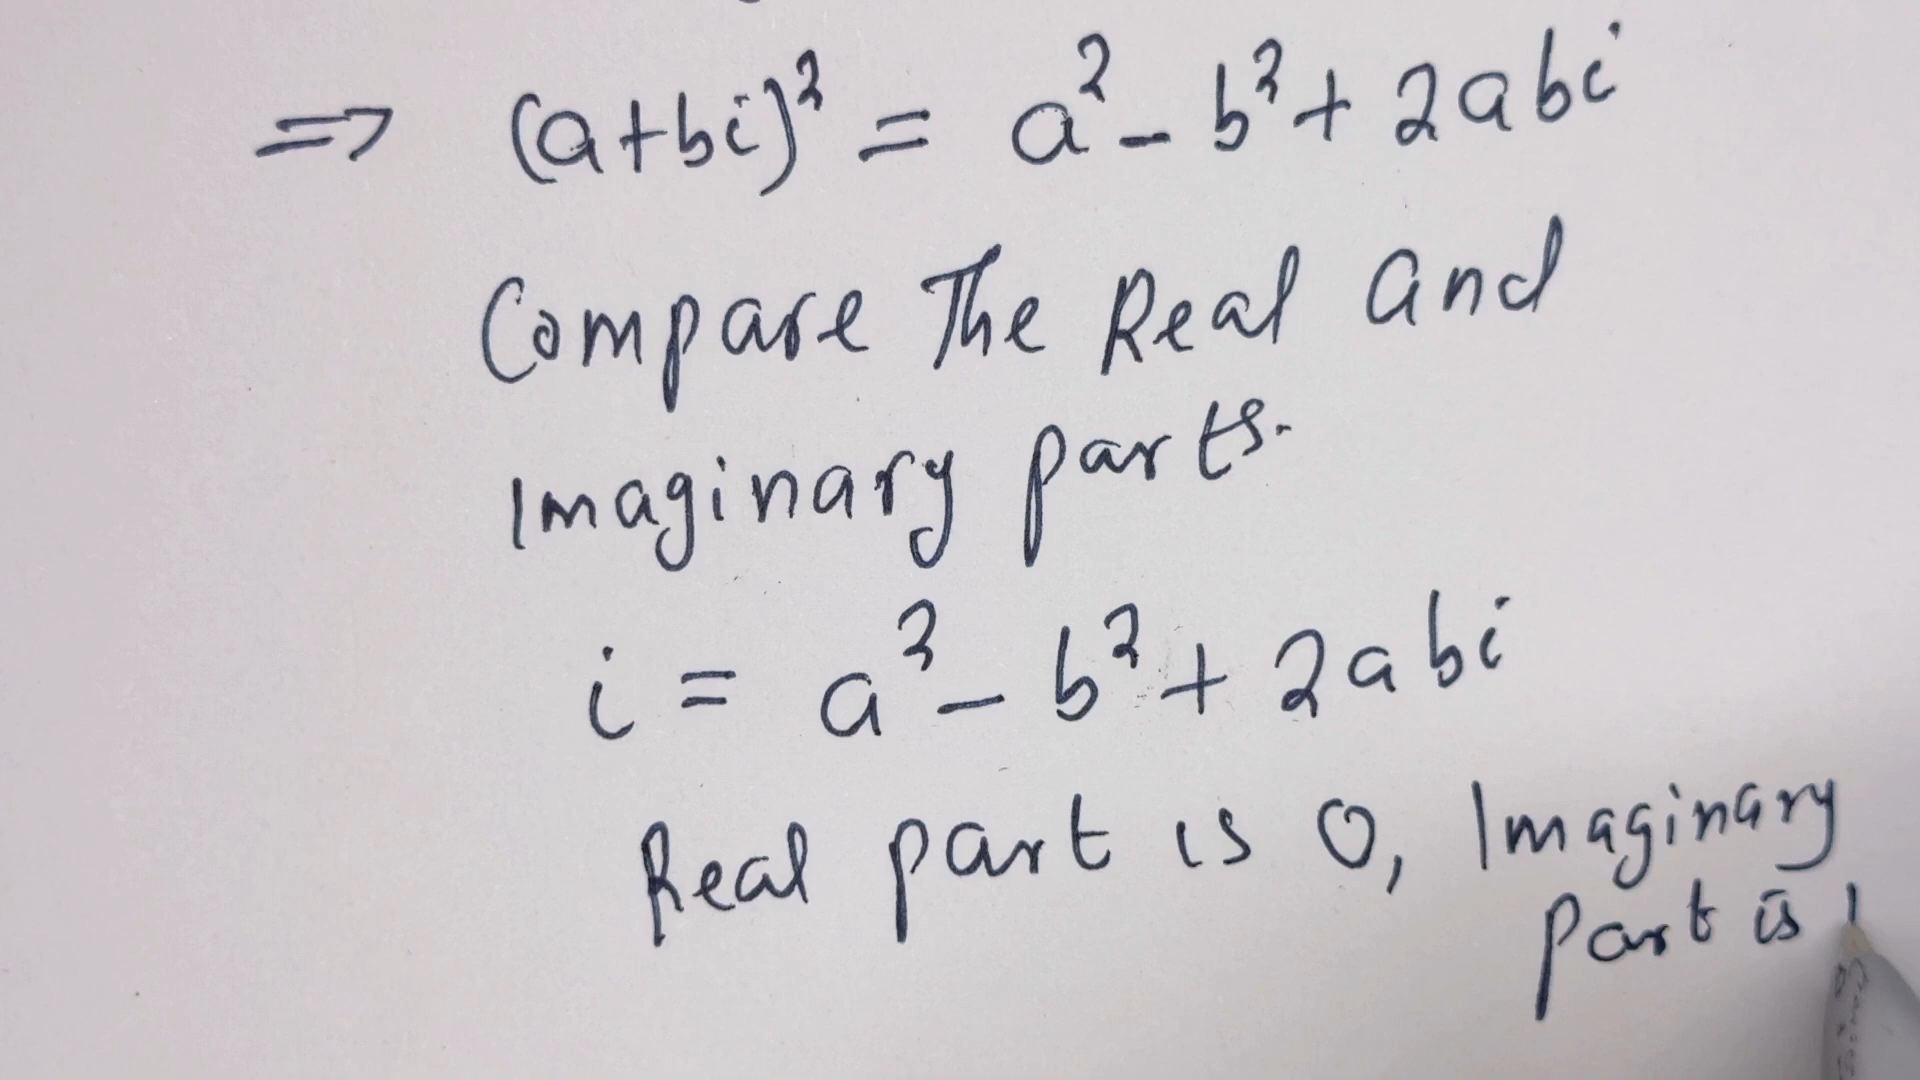 => (a+bi)² = a² - b² + 2abi
Compare The Real and
Imaginary parts.
i = a² - b² + 2abi
Real part is 0, Imaginary
part is 1